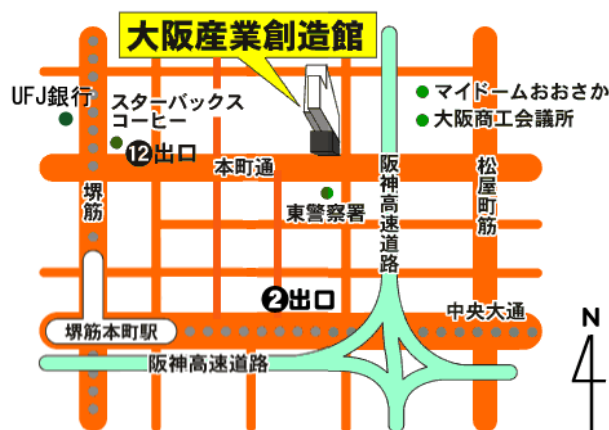 大阪産業創造館
UFJ銀行
スターバックス
コーヒー
⓬出口
マイドームおおさか
大阪商工会議所
本町通
堺筋
東警察署
阪神高速道路
松屋町筋
❷出口
中央大通
堺筋本町駅
阪神高速道路
N